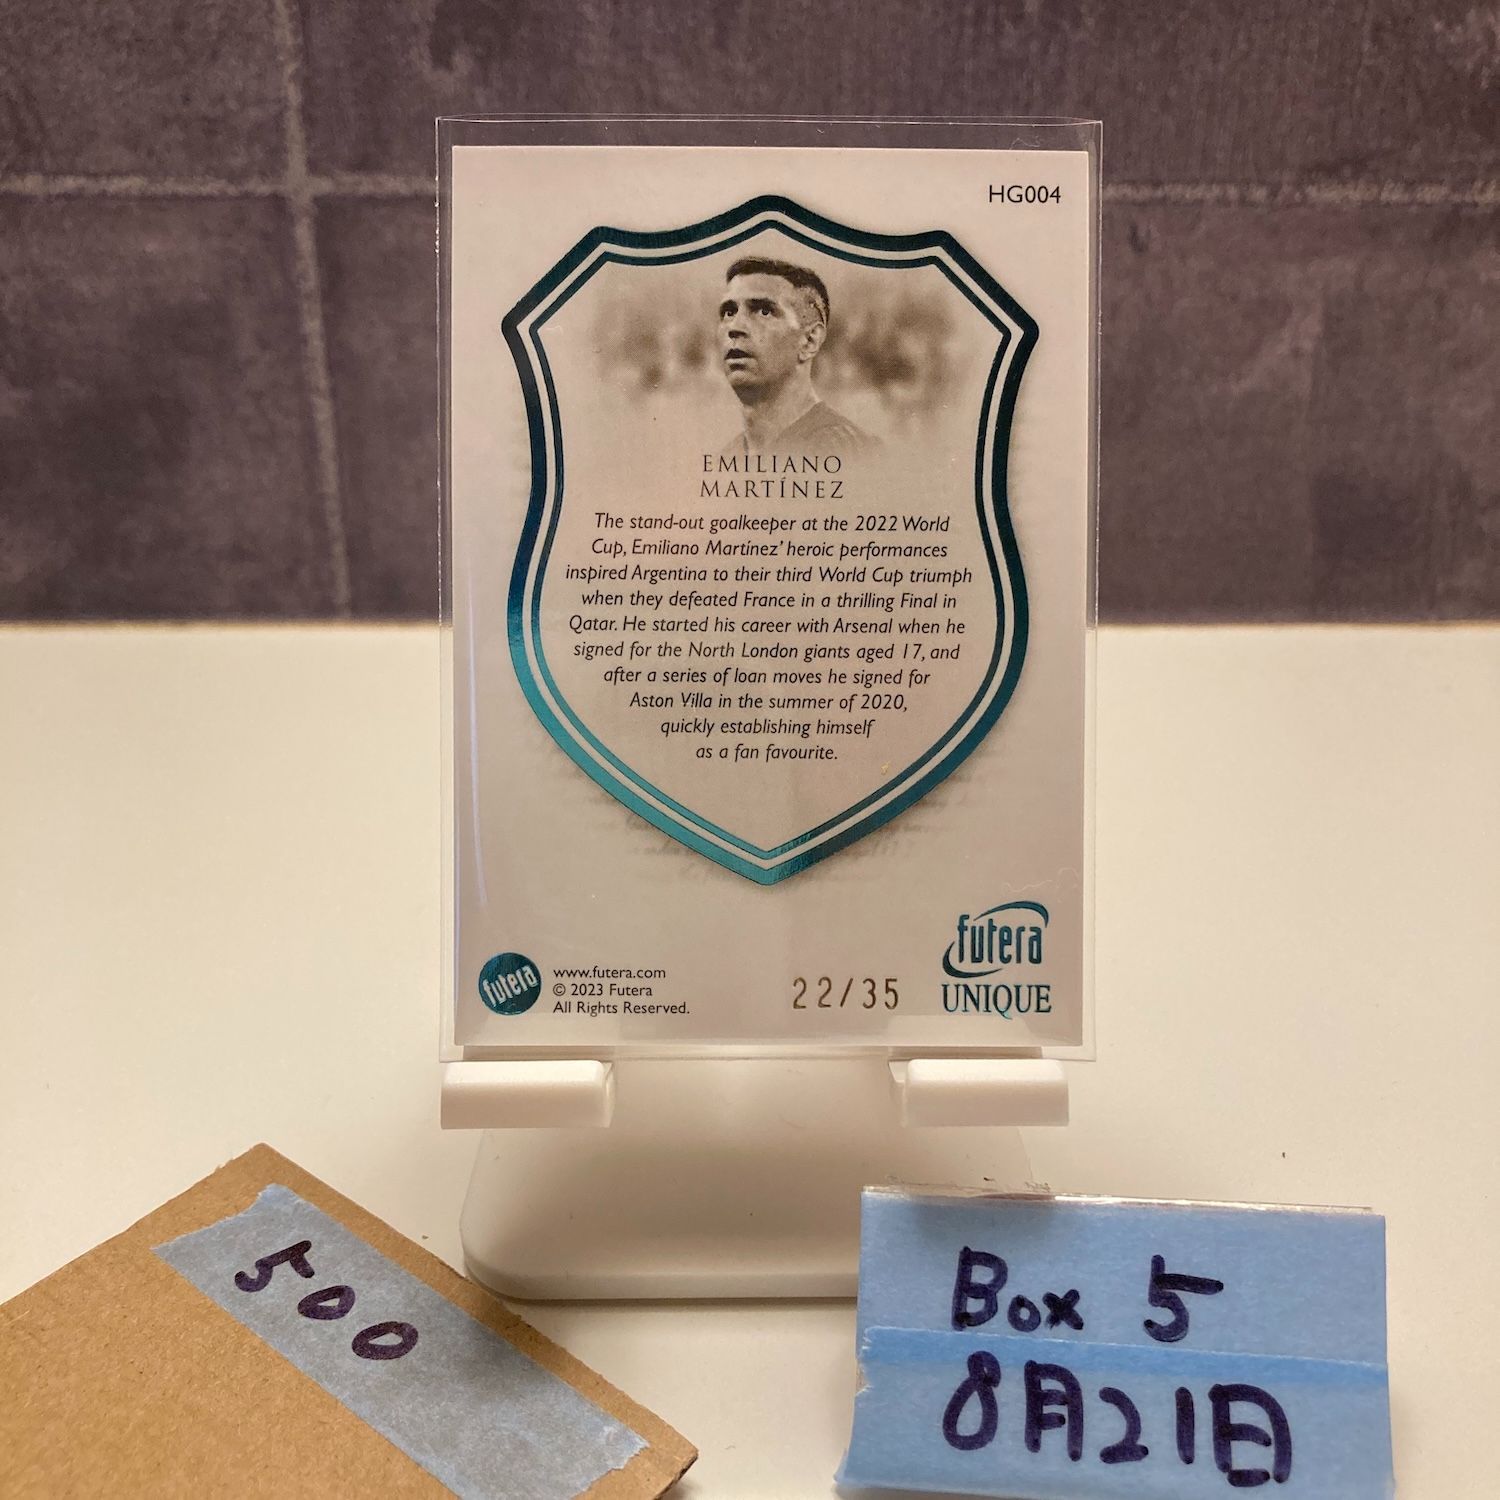 HG004
EMILIANO
MARTÍNEZ
The stand-out goalkeeper at the 2022 World
Cup, Emiliano Martínez' heroic performances
inspired Argentina to their third World Cup triumph
when they defeated France in a thrilling Final in
Qatar. He started his career with Arsenal when he
signed for the North London giants aged 17, and
after a series of loan moves he signed for
Aston Villa in the summer of 2020,
quickly establishing himself
as a fan favourite.
futera
www.futera.com
© 2023 Futera
All Rights Reserved.
22/35
futera
UNIQUE
500
Box 5
8月21日